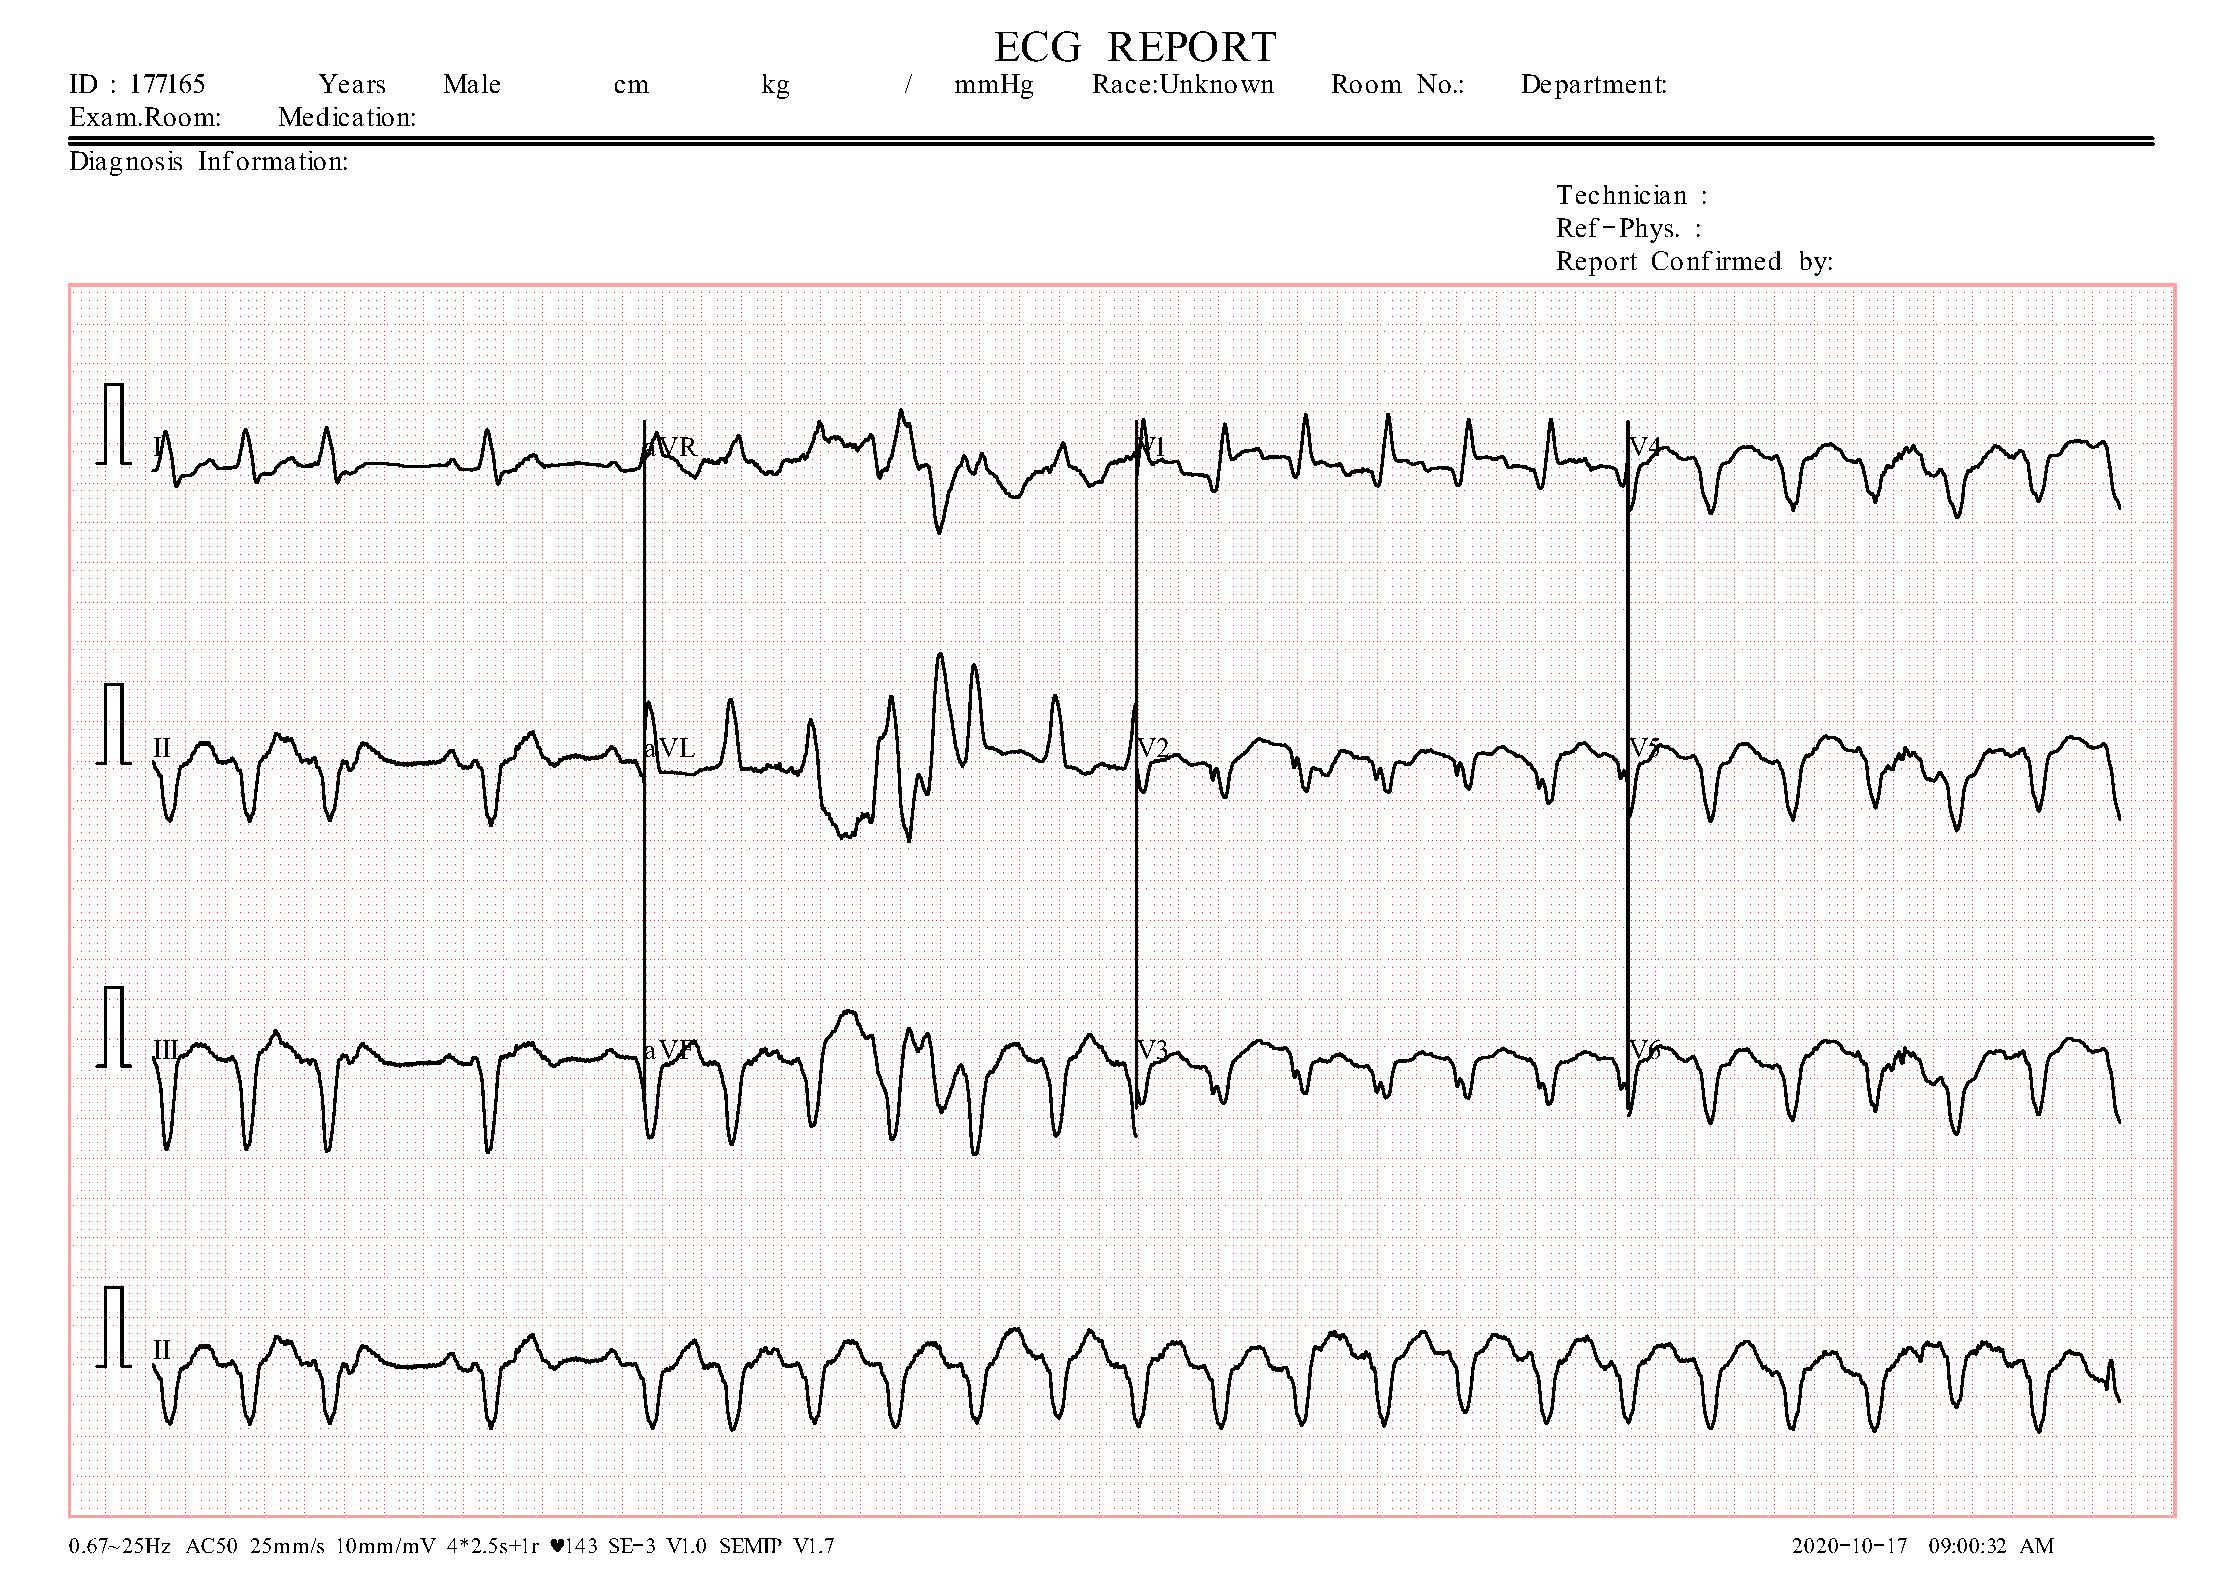 ECG REPORT
ID : 177165 Years Male cm kg / mmHg Race:Unknown Room No.: Department:
Exam.Room: Medication:
Diagnosis Information:
Technician :
Ref-Phys. :
Report Confirmed by:
I aVR V1 V4
II aVL V2 V5
III aVF V3 V6
II
0.67~25Hz AC50 25mm/s 10mm/mV 4*2.5s+1r ♥143 SE-3 V1.0 SEMIP V1.7 2020-10-17 09:00:32 AM